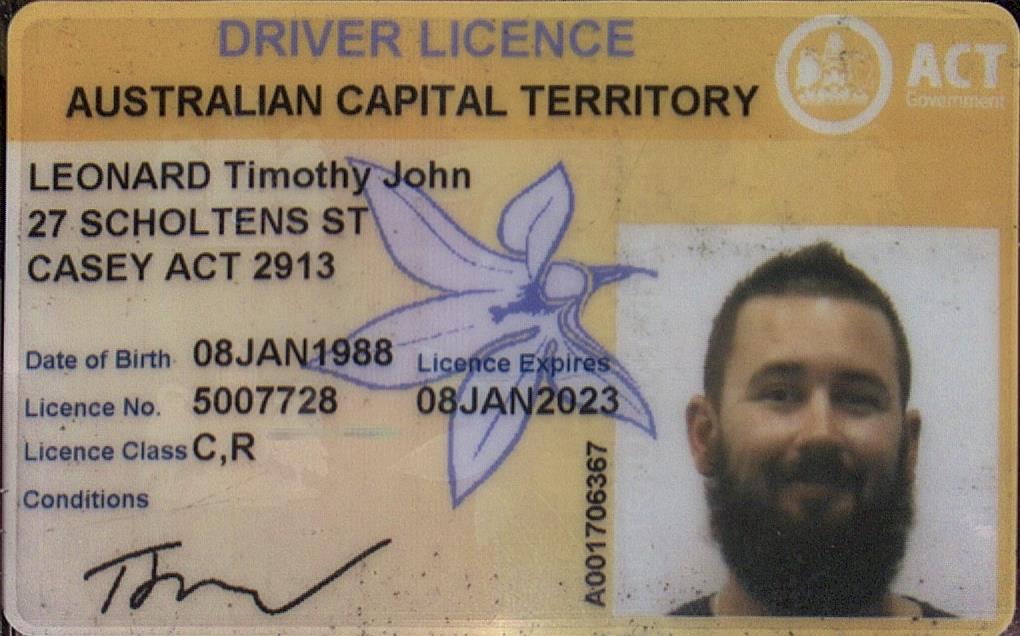 DRIVER LICENCE
AUSTRALIAN CAPITAL TERRITORY
ACT
Government
LEONARD Timothy John
27 SCHOLTENS ST
CASEY ACT 2913
Date of Birth 08JAN1988 Licence Expires
Licence No. 5007728 08JAN2023
Licence Class C,R
Conditions
A001706367